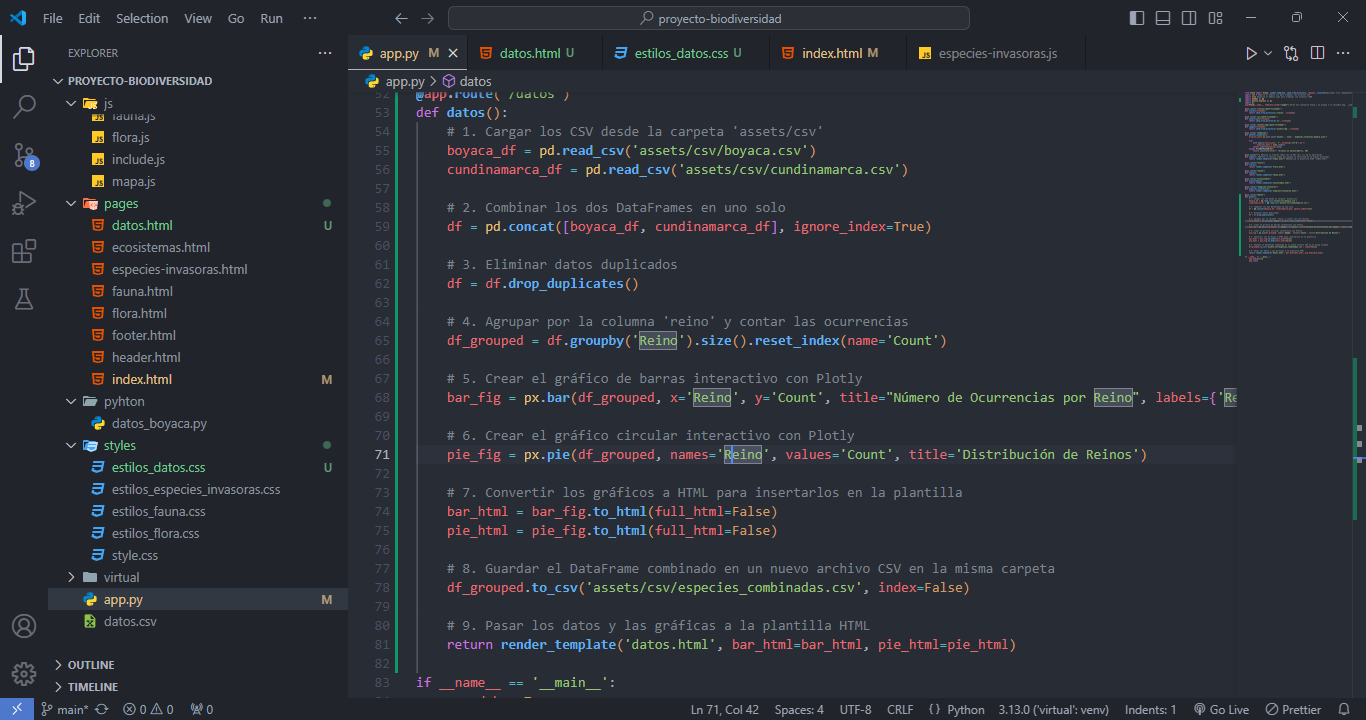 File Edit Selection View Go Run ··· proyecto-biodiversidad
EXPLORER ···
PROYECTO-BIODIVERSIDAD
js
fauna.js
flora.js
include.js
mapa.js
pages
datos.html U
ecosistemas.html
especies-invasoras.html
fauna.html
flora.html
footer.html
header.html
index.html M
pyhton
datos_boyaca.py
styles
estilos_datos.css U
estilos_especies_invasoras.css
estilos_fauna.css
estilos_flora.css
style.css
virtual
app.py M
datos.csv
OUTLINE
TIMELINE
8
app.py M datos.html U estilos_datos.css U index.html M especies-invasoras.js
app.py > datos
52 @app.route('/datos')
53 def datos():
54 # 1. Cargar los CSV desde la carpeta 'assets/csv'
55 boyaca_df = pd.read_csv('assets/csv/boyaca.csv')
56 cundinamarca_df = pd.read_csv('assets/csv/cundinamarca.csv')
57
58 # 2. Combinar los dos DataFrames en uno solo
59 df = pd.concat([boyaca_df, cundinamarca_df], ignore_index=True)
60
61 # 3. Eliminar datos duplicados
62 df = df.drop_duplicates()
63
64 # 4. Agrupar por la columna 'reino' y contar las ocurrencias
65 df_grouped = df.groupby('Reino').size().reset_index(name='Count')
66
67 # 5. Crear el gráfico de barras interactivo con Plotly
68 bar_fig = px.bar(df_grouped, x='Reino', y='Count', title="Número de Ocurrencias por Reino", labels={'Re
69
70 # 6. Crear el gráfico circular interactivo con Plotly
71 pie_fig = px.pie(df_grouped, names='Reino', values='Count', title='Distribución de Reinos')
72
73 # 7. Convertir los gráficos a HTML para insertarlos en la plantilla
74 bar_html = bar_fig.to_html(full_html=False)
75 pie_html = pie_fig.to_html(full_html=False)
76
77 # 8. Guardar el DataFrame combinado en un nuevo archivo CSV en la misma carpeta
78 df_grouped.to_csv('assets/csv/especies_combinadas.csv', index=False)
79
80 # 9. Pasar los datos y las gráficas a la plantilla HTML
81 return render_template('datos.html', bar_html=bar_html, pie_html=pie_html)
82
83 if __name__ == '__main__':
main* 0 0 0 Ln 71, Col 42 Spaces: 4 UTF-8 CRLF {} Python 3.13.0 ('virtual': venv) Indents: 1 Go Live Prettier